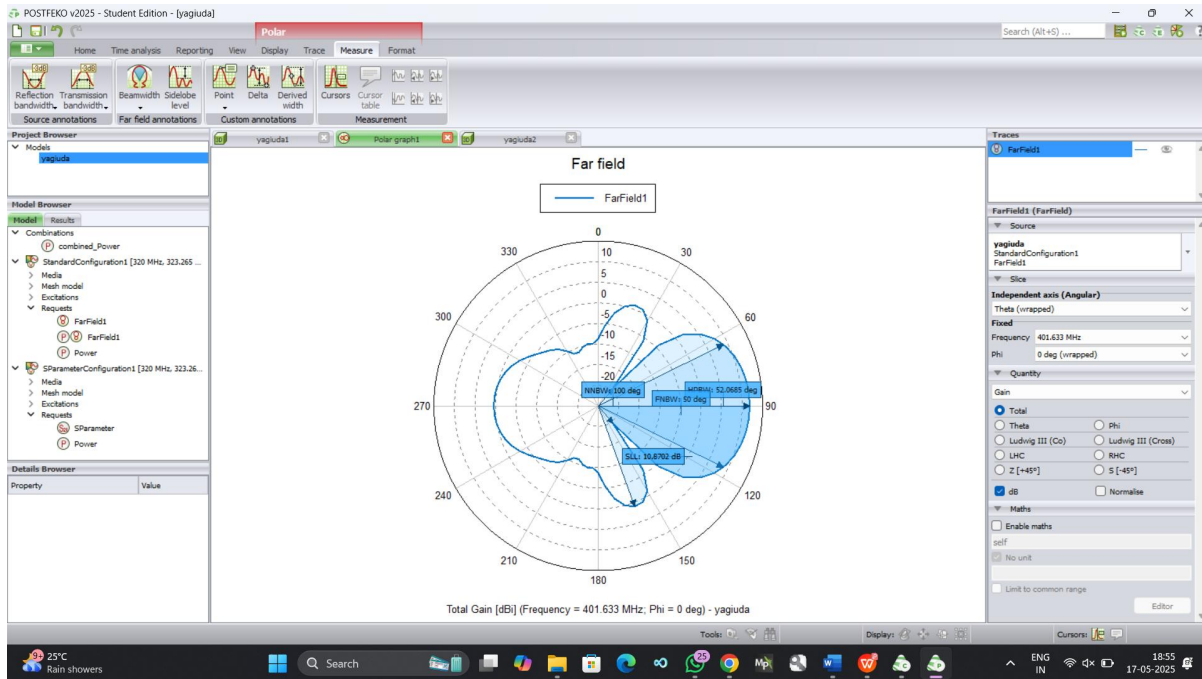 POSTFEKO v2025 - Student Edition - [yagiuda]
Polar
Search (Alt+S) ...
Home Time analysis Reporting View Display Trace Measure Format
Reflection bandwidth
Transmission bandwidth
Beamwidth
Sidelobe level
Point
Delta
Derived width
Cursors
Cursor table
Source annotations
Far field annotations
Custom annotations
Measurement
Project Browser
Models
yagiuda
Model Browser
Model Results
Combinations
combined_Power
StandardConfiguration1 [320 MHz, 323.265 ...
Media
Mesh model
Excitations
Requests
FarField1
FarField1
Power
SParameterConfiguration1 [320 MHz, 323.26...
Media
Mesh model
Excitations
Requests
SParameter
Power
Details Browser
Property Value
yagiuda1
Polar graph1
yagiuda2
Far field
FarField1
0
330
30
10
5
0
-5
-10
-15
-20
300
60
NNBW: 100 deg
HPBW: 52.0685 deg
FNBW: 50 deg
270
90
SLL: 10.8702 dB
240
120
210
150
180
Total Gain [dBi] (Frequency = 401.633 MHz; Phi = 0 deg) - yagiuda
Traces
FarField1
FarField1 (FarField)
Source
yagiuda
StandardConfiguration1
FarField1
Slice
Independent axis (Angular)
Theta (wrapped)
Fixed
Frequency 401.633 MHz
Phi 0 deg (wrapped)
Quantity
Gain
Total
Theta Phi
Ludwig III (Co) Ludwig III (Cross)
LHC RHC
Z [+45°] S [-45°]
dB Normalise
Maths
Enable maths
self
No unit
Limit to common range
Editor
Tools:
Display:
Cursors:
9+
25°C
Rain showers
Search
25
ENG
IN
18:55
17-05-2025